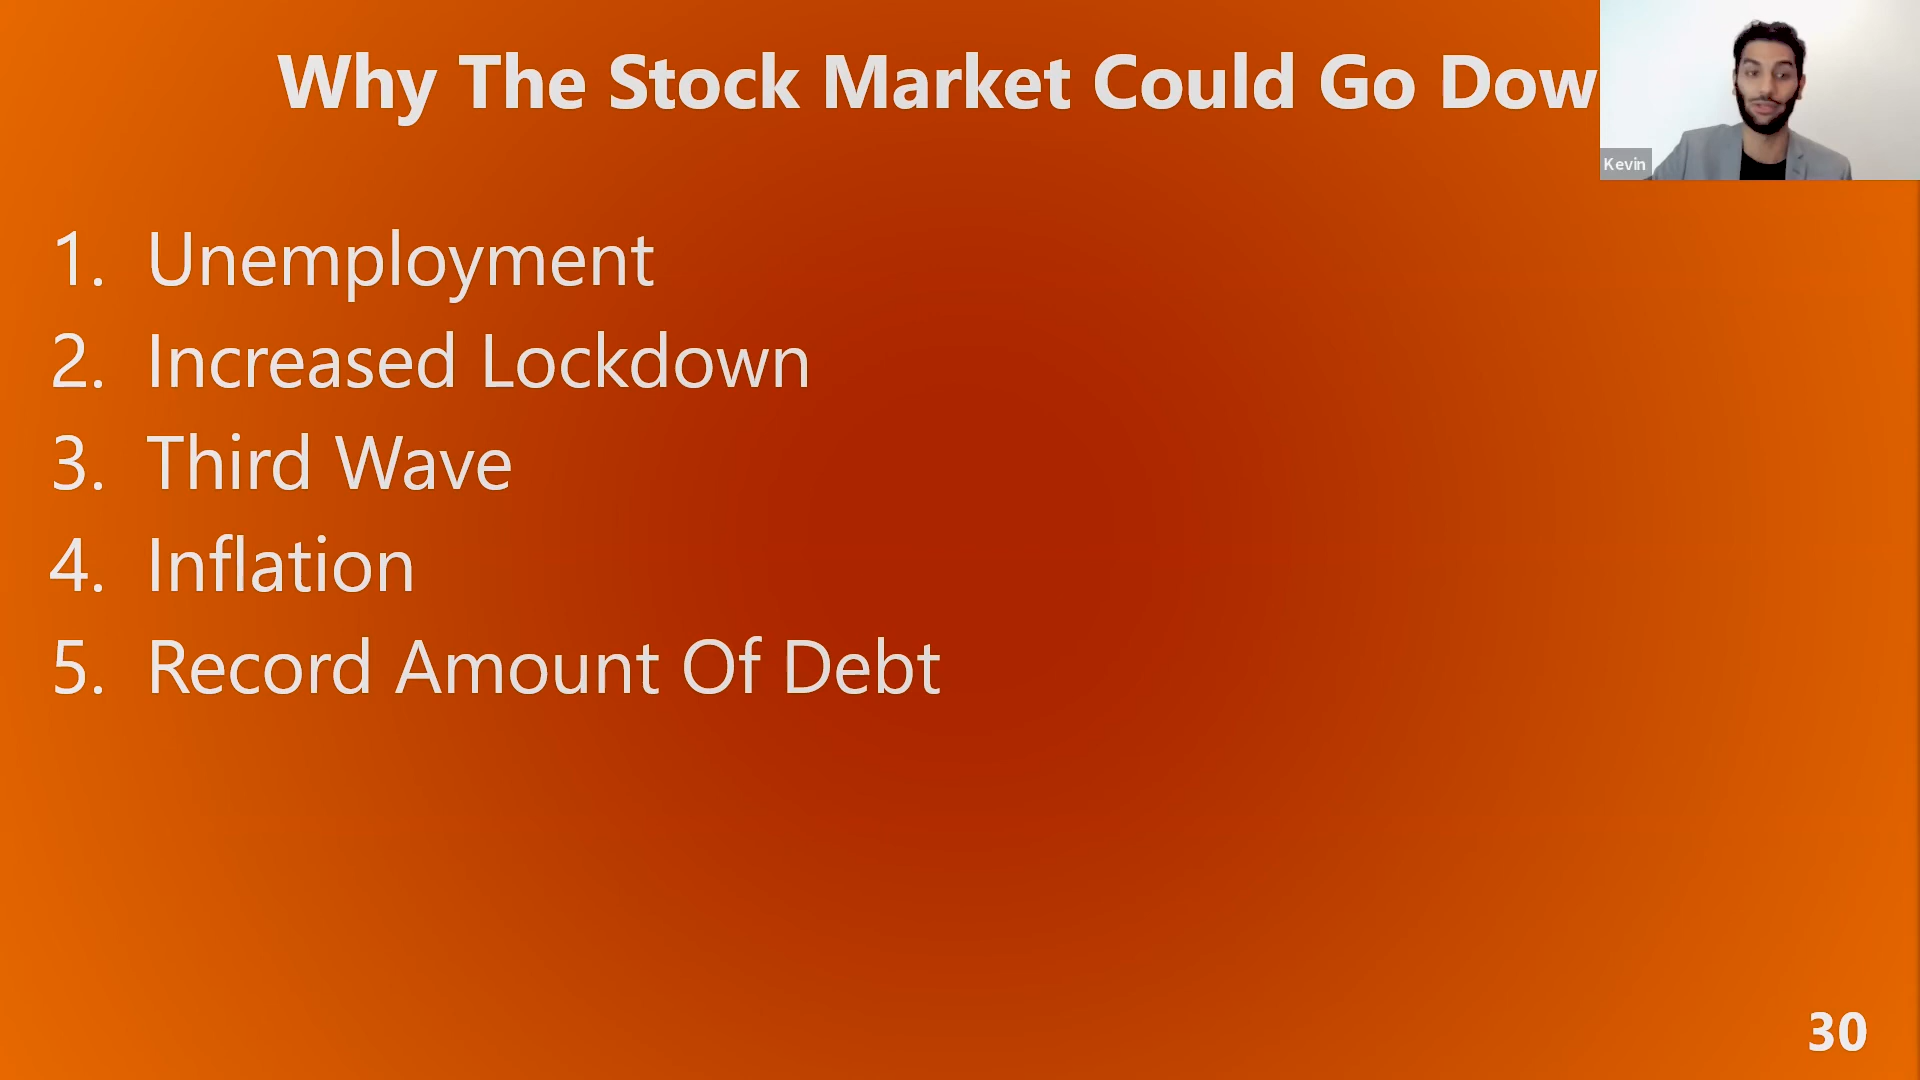 Why The Stock Market Could Go Dow
Kevin
1. Unemployment
2. Increased Lockdown
3. Third Wave
4. Inflation
5. Record Amount Of Debt
30